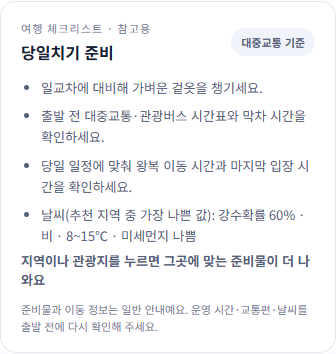 여행 체크리스트 · 참고용
당일치기 준비
대중교통 기준
일교차에 대비해 가벼운 겉옷을 챙기세요.
출발 전 대중교통·관광버스 시간표와 막차 시간을
확인하세요.
당일 일정에 맞춰 왕복 이동 시간과 마지막 입장 시
간을 확인하세요.
날씨(추천 지역 중 가장 나쁜 값): 강수확률 60% ·
비 · 8~15°C · 미세먼지 나쁨
지역이나 관광지를 누르면 그곳에 맞는 준비물이 더 나
와요
준비물과 이동 정보는 일반 안내예요. 운영 시간·교통편·날씨를
출발 전에 다시 확인해 주세요.